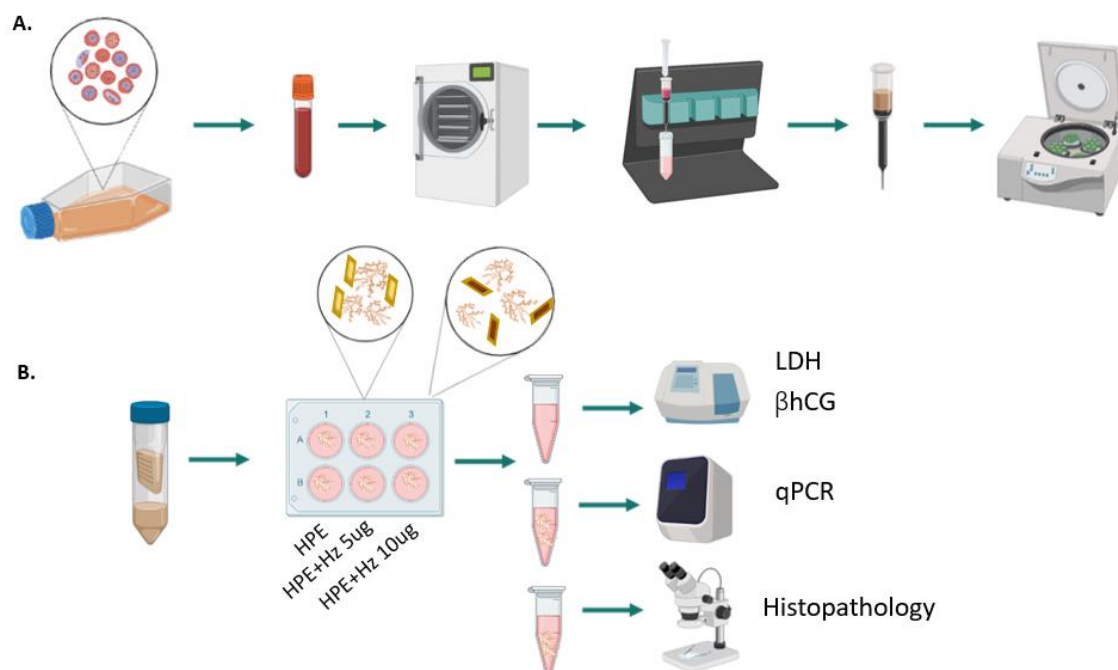 A.
B.
1 2 3
A
B
HPE
HPE+Hz 5ug
HPE+Hz 10ug
LDH
βhCG
qPCR
Histopathology